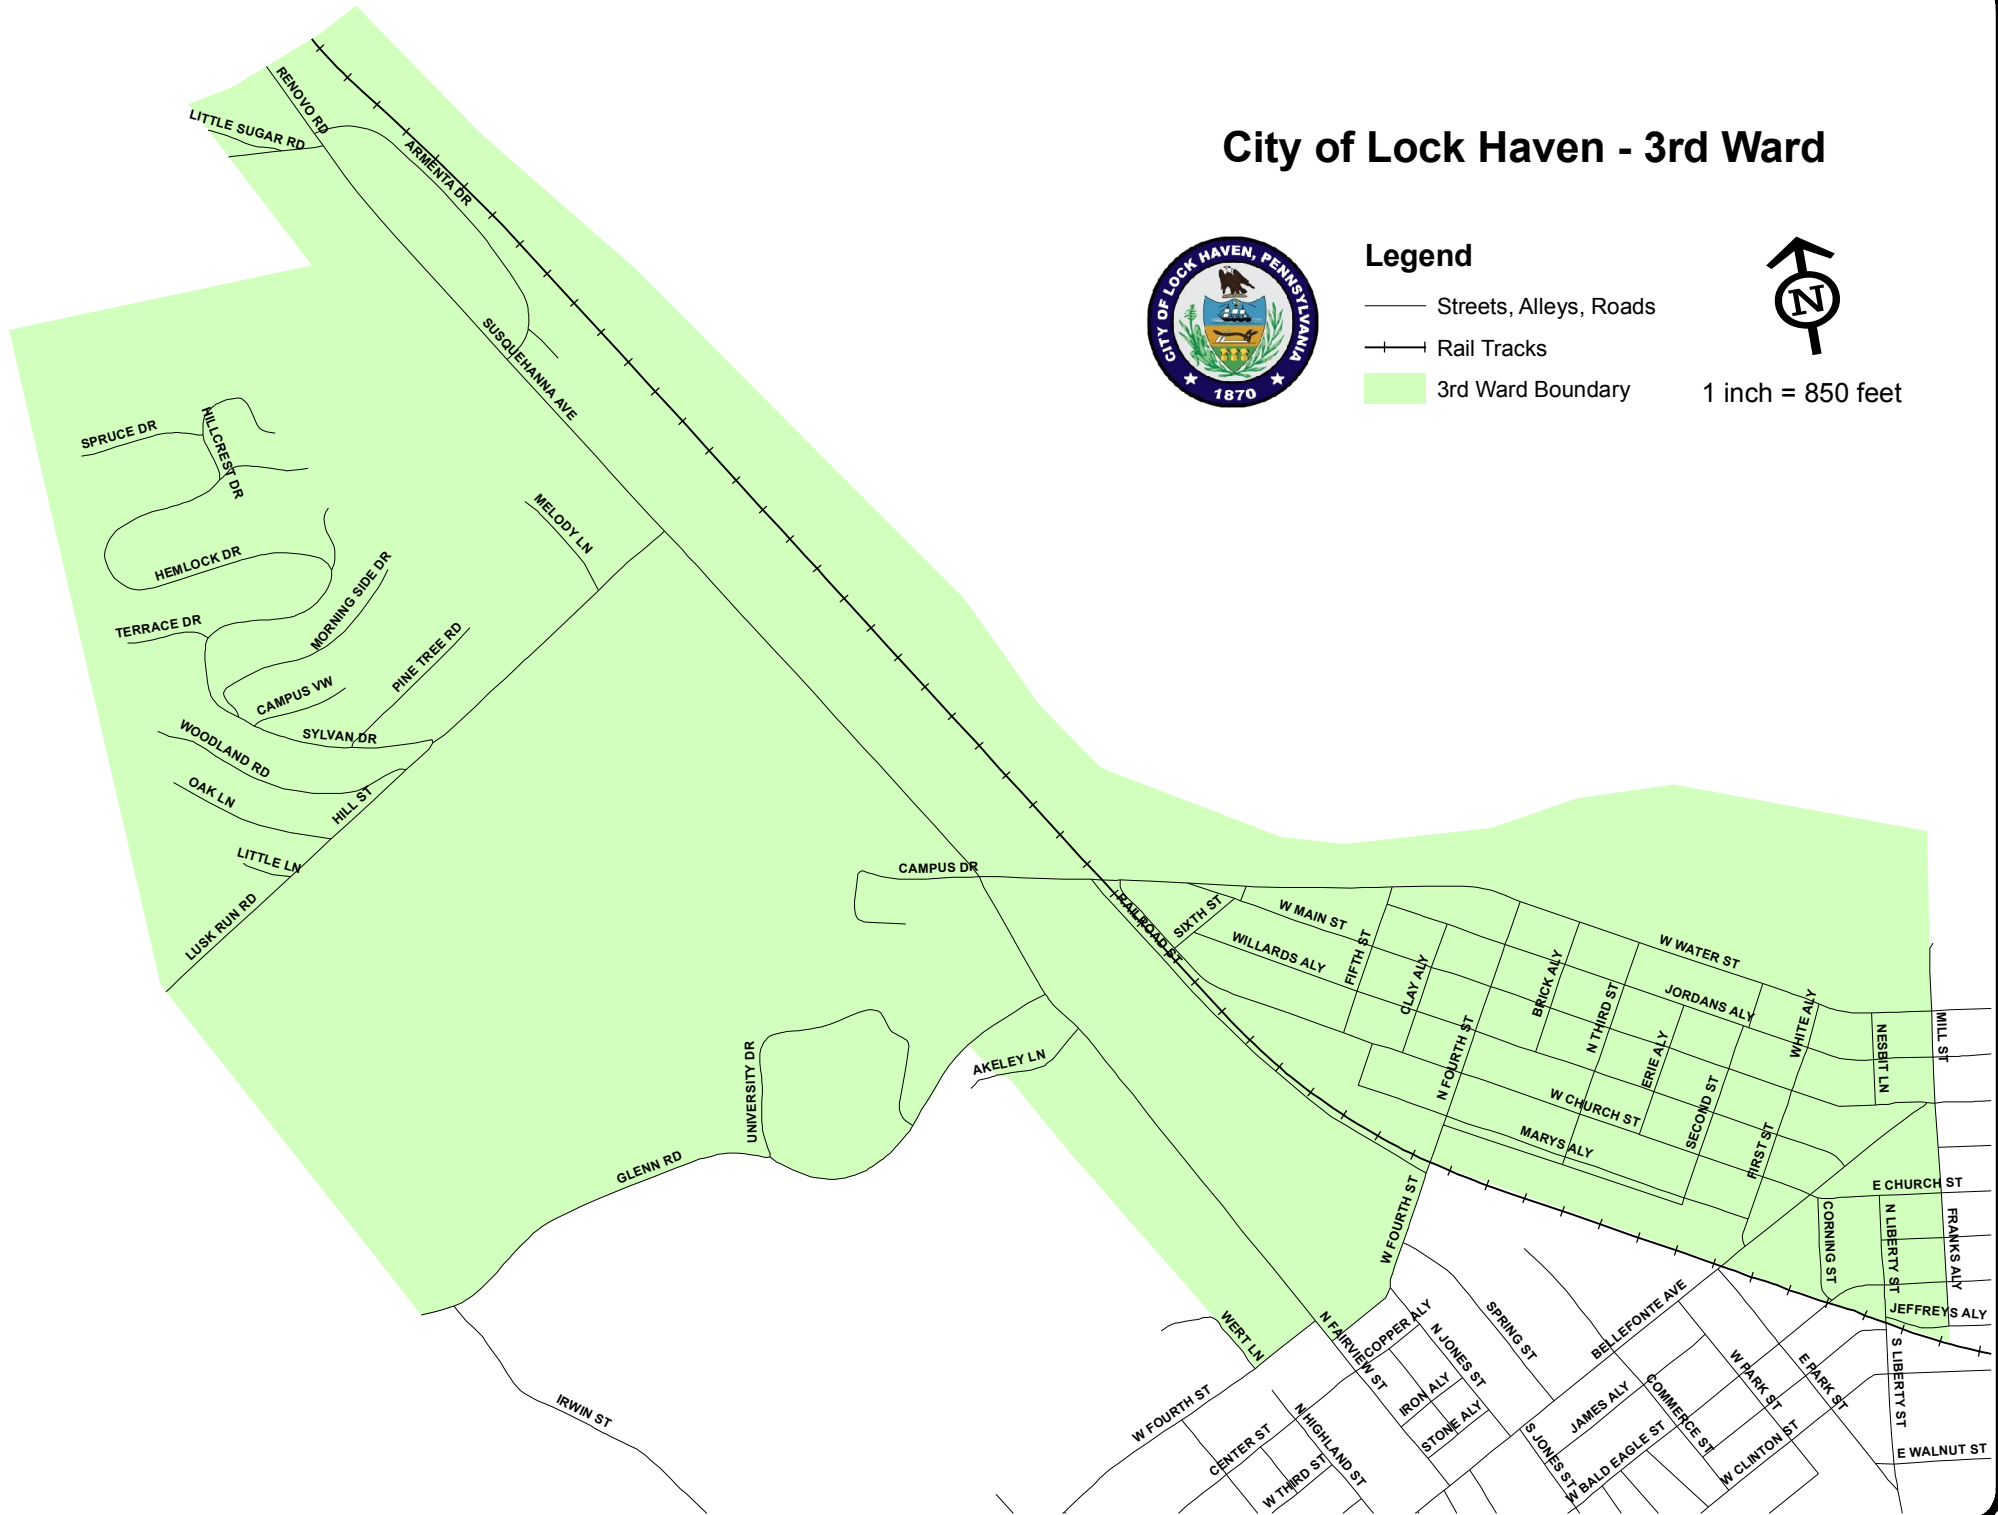 City of Lock Haven - 3rd Ward
CITY OF LOCK HAVEN, PENNSYLVANIA
1870
Legend
Streets, Alleys, Roads
Rail Tracks
3rd Ward Boundary
N
1 inch = 850 feet
RENOVO RD
LITTLE SUGAR RD
ARMENTA DR
SUSQUEHANNA AVE
SPRUCE DR
HILLCREST DR
MELODY LN
HEMLOCK DR
MORNING SIDE DR
TERRACE DR
PINE TREE RD
CAMPUS VW
SYLVAN DR
WOODLAND RD
OAK LN
HILL ST
LITTLE LN
LUSK RUN RD
CAMPUS DR
RAILROAD ST
SIXTH ST
W MAIN ST
WILLARDS ALY
FIFTH ST
CLAY ALY
BRICK ALY
W WATER ST
JORDANS ALY
N THIRD ST
WHITE ALY
N FOURTH ST
ERIE ALY
NESBIT LN
MILL ST
UNIVERSITY DR
AKELEY LN
GLENN RD
W CHURCH ST
SECOND ST
MARYS ALY
FIRST ST
E CHURCH ST
W FOURTH ST
CORNING ST
N LIBERTY ST
FRANKS ALY
JEFFREYS ALY
WERT LN
N FAIRVIEW ST
COPPER ALY
N JONES ST
SPRING ST
BELLEFONTE AVE
S LIBERTY ST
IRWIN ST
W FOURTH ST
CENTER ST
N HIGHLAND ST
W THIRD ST
IRON ALY
STONE ALY
JAMES ALY
COMMERCE ST
W PARK ST
E PARK ST
S JONES ST
W BALD EAGLE ST
W CLINTON ST
E WALNUT ST